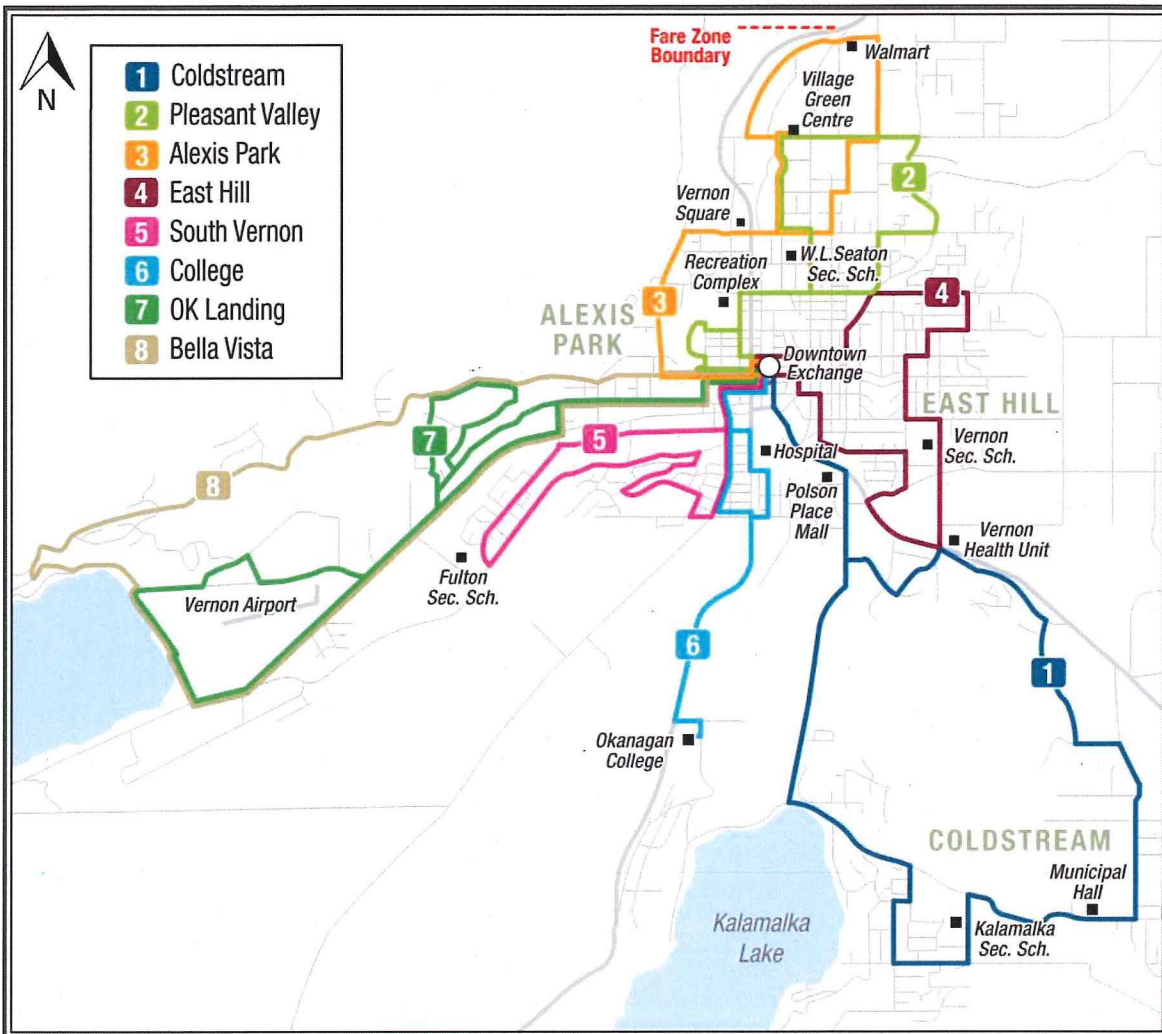 N
1 Coldstream
2 Pleasant Valley
3 Alexis Park
4 East Hill
5 South Vernon
6 College
7 OK Landing
8 Bella Vista
Fare Zone
Boundary
Walmart
Village
Green
Centre
2
Vernon
Square
W.L.Seaton
Sec. Sch.
Recreation
Complex
3
4
ALEXIS
PARK
Downtown
Exchange
EAST HILL
7
5
Vernon
Sec. Sch.
Hospital
8
Polson
Place
Mall
Vernon
Health Unit
Fulton
Sec. Sch.
Vernon Airport
6
1
Okanagan
College
COLDSTREAM
Municipal
Hall
Kalamalka
Lake
Kalamalka
Sec. Sch.